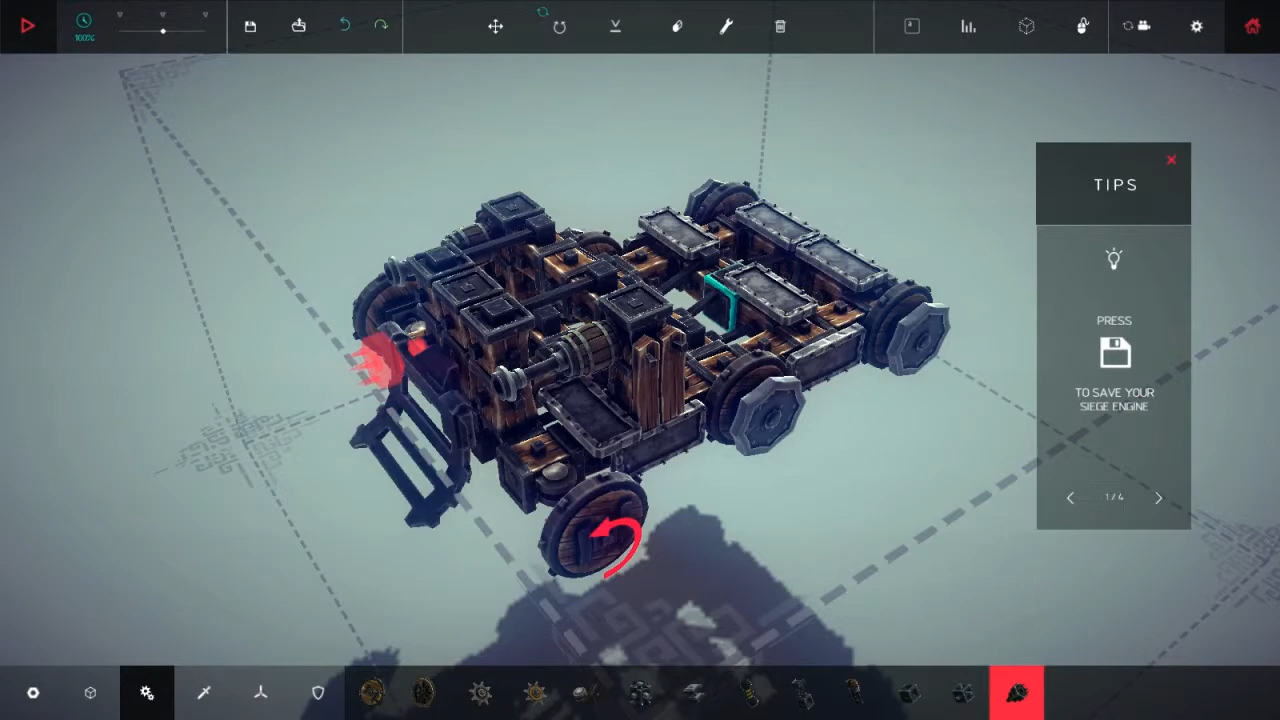 100%
TIPS
PRESS
TO SAVE YOUR
SIEGE ENGINE
1/4